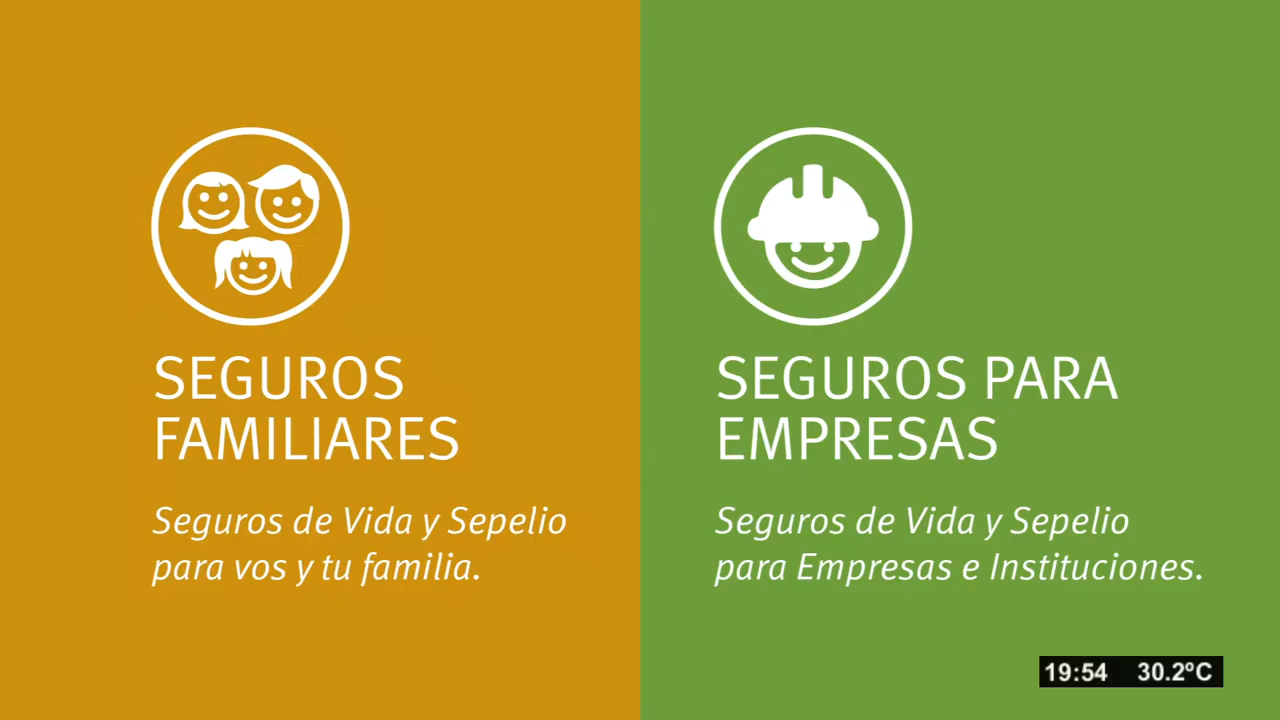 SEGUROS
FAMILIARES
Seguros de Vida y Sepelio
para vos y tu familia.
SEGUROS PARA
EMPRESAS
Seguros de Vida y Sepelio
para Empresas e Instituciones.
19:54 30.2ºC